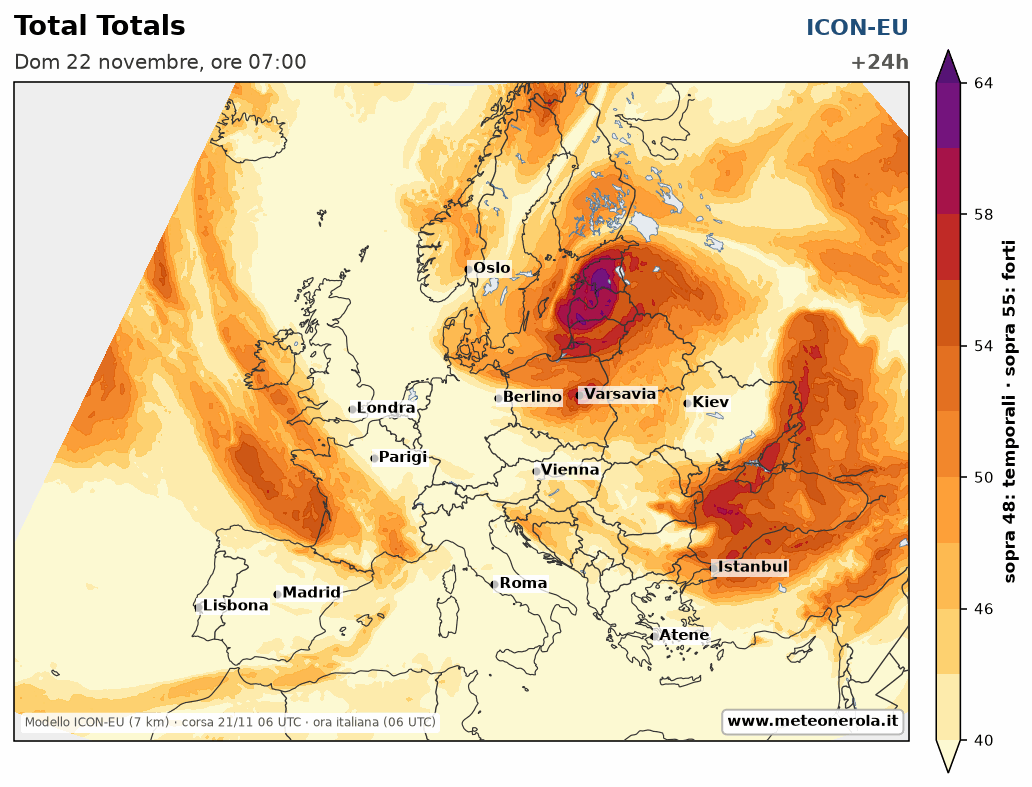 Total Totals
ICON-EU
Dom 22 novembre, ore 07:00
+24h
64
58
54
50
46
40
sopra 48: temporali · sopra 55: forti
Oslo
Berlino
Varsavia
Kiev
Londra
Parigi
Vienna
Istanbul
Roma
Madrid
Lisbona
Atene
Modello ICON-EU (7 km) · corsa 21/11 06 UTC · ora italiana (06 UTC)
www.meteonerola.it